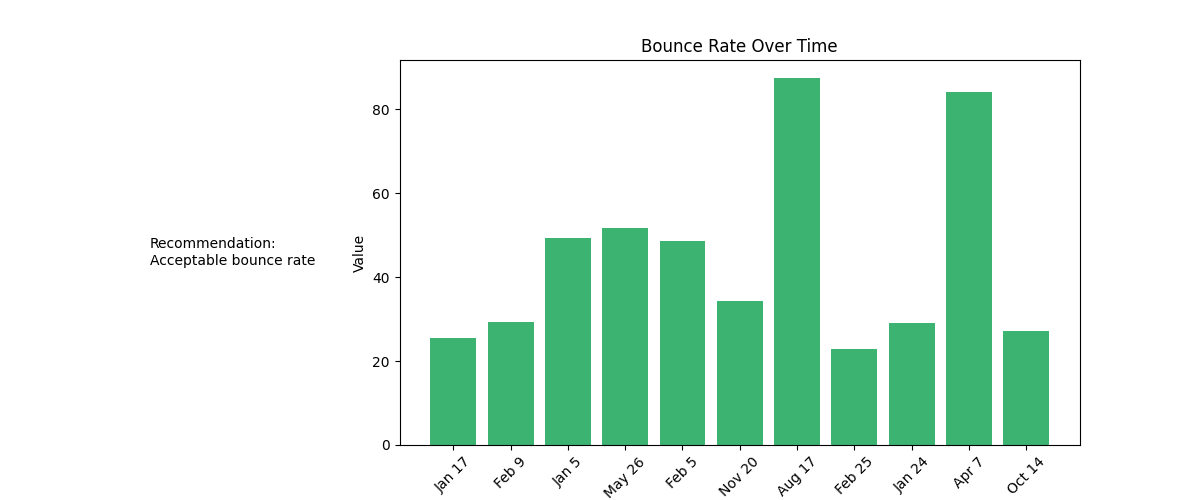 Bounce Rate Over Time
Recommendation:
Acceptable bounce rate
Value
80
60
40
20
0
Jan 17
Feb 9
Jan 5
May 26
Feb 5
Nov 20
Aug 17
Feb 25
Jan 24
Apr 7
Oct 14